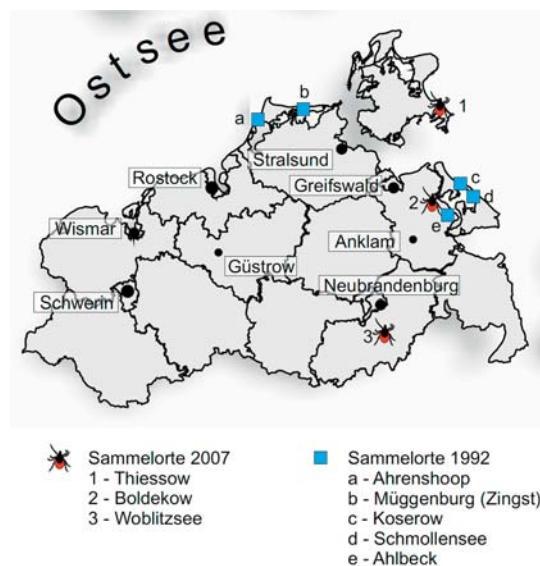 Ostsee
b
a
1
Stralsund
Rostock
Greifswald
c
d
2
e
Wismar
Anklam
Güstrow
Neubrandenburg
Schwerin
3
Sammelorte 2007
1 - Thiessow
2 - Boldekow
3 - Woblitzsee
Sammelorte 1992
a - Ahrenshoop
b - Müggenburg (Zingst)
c - Koserow
d - Schmollensee
e - Ahlbeck